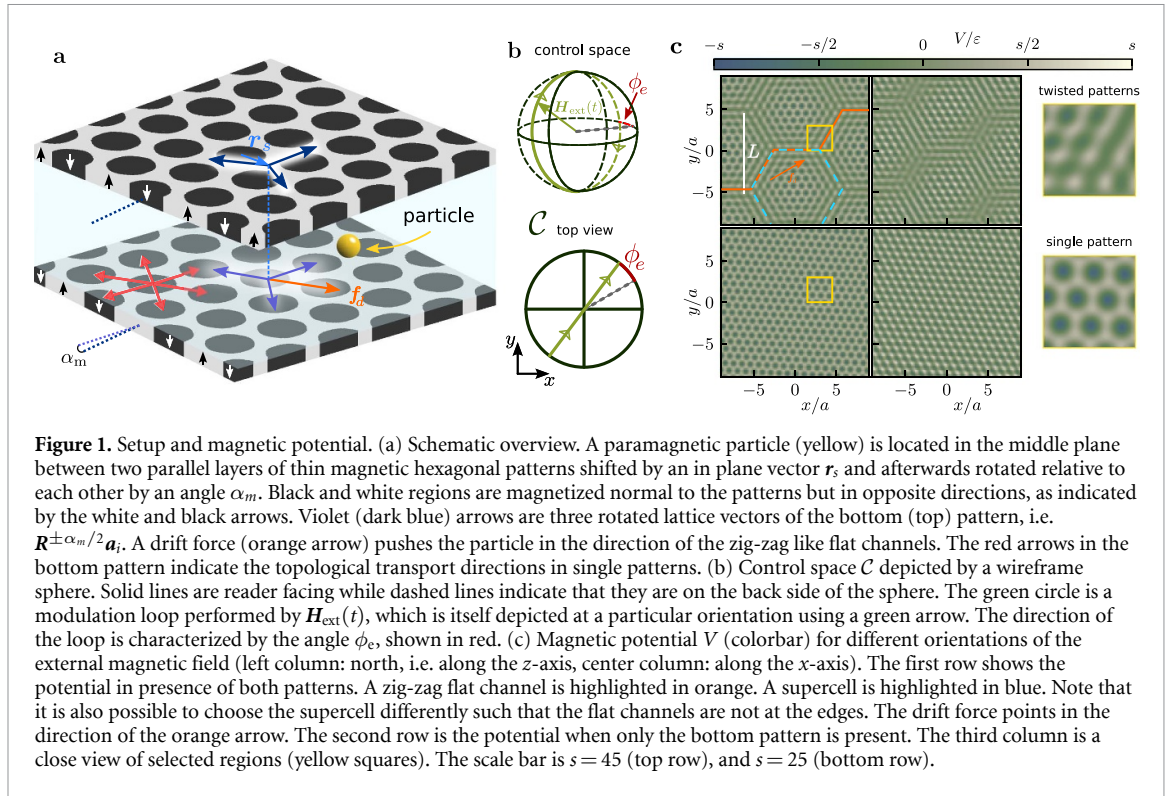 a
r_s
particle
f_d
α_m
b
control space
ϕ_e
H_ext(t)
C top view
ϕ_e
y
x
c
−s −s/2 0 V/ε s/2 s
y/a
5
0
−5
L
twisted patterns
y/a
5
0
−5
single pattern
−5 0 5
x/a
−5 0 5
x/a
Figure 1. Setup and magnetic potential. (a) Schematic overview. A paramagnetic particle (yellow) is located in the middle plane
between two parallel layers of thin magnetic hexagonal patterns shifted by an in plane vector r_s and afterwards rotated relative to
each other by an angle α_m. Black and white regions are magnetized normal to the patterns but in opposite directions, as indicated
by the white and black arrows. Violet (dark blue) arrows are three rotated lattice vectors of the bottom (top) pattern, i.e.
R^{±α_m/2}a_i. A drift force (orange arrow) pushes the particle in the direction of the zig-zag like flat channels. The red arrows in the
bottom pattern indicate the topological transport directions in single patterns. (b) Control space C depicted by a wireframe
sphere. Solid lines are reader facing while dashed lines indicate that they are on the back side of the sphere. The green circle is a
modulation loop performed by H_ext(t), which is itself depicted at a particular orientation using a green arrow. The direction of
the loop is characterized by the angle ϕ_e, shown in red. (c) Magnetic potential V (colorbar) for different orientations of the
external magnetic field (left column: north, i.e. along the z-axis, center column: along the x-axis). The first row shows the
potential in presence of both patterns. A zig-zag flat channel is highlighted in orange. A supercell is highlighted in blue. Note that
it is also possible to choose the supercell differently such that the flat channels are not at the edges. The drift force points in the
direction of the orange arrow. The second row is the potential when only the bottom pattern is present. The third column is a
close view of selected regions (yellow squares). The scale bar is s = 45 (top row), and s = 25 (bottom row).